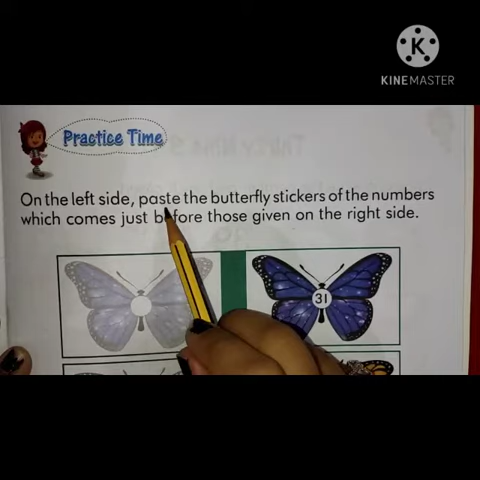 K
KINEMASTER
Practice Time
On the left side, paste the butterfly stickers of the numbers
which comes just before those given on the right side.
31